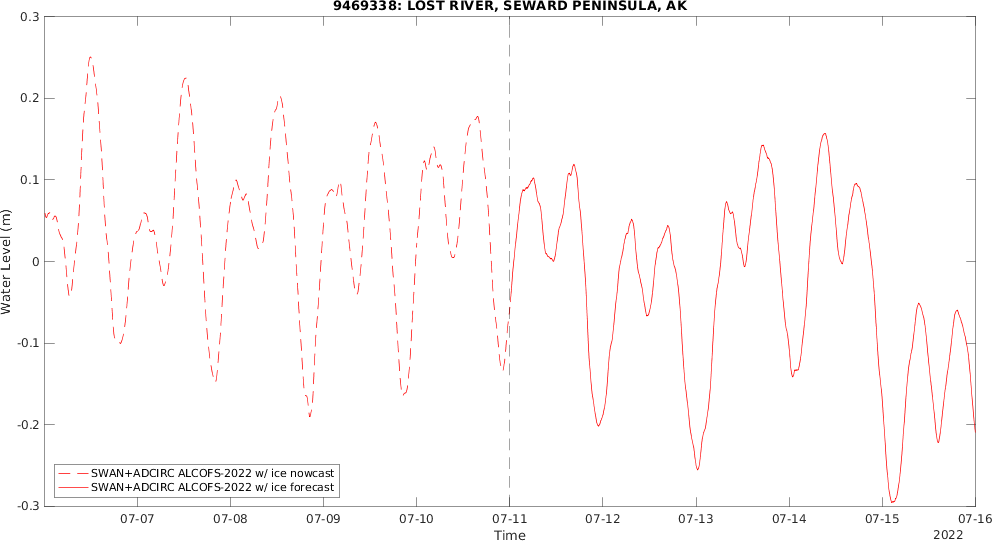 9469338: LOST RIVER, SEWARD PENINSULA, AK
0.3
0.2
0.1
0
-0.1
-0.2
-0.3
Water Level (m)
SWAN+ADCIRC ALCOFS-2022 w/ ice nowcast
SWAN+ADCIRC ALCOFS-2022 w/ ice forecast
07-07 07-08 07-09 07-10 07-11 07-12 07-13 07-14 07-15 07-16
Time
2022